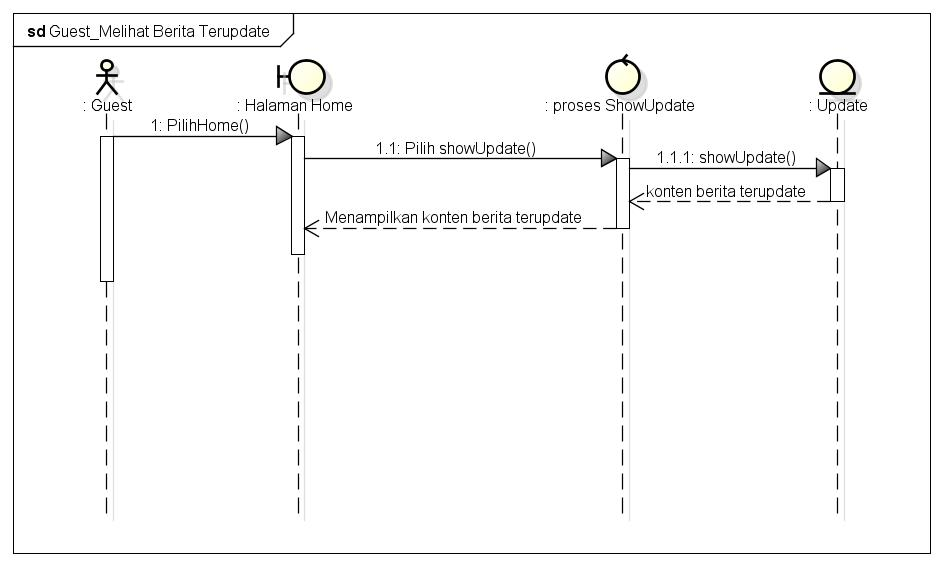 sd Guest_Melihat Berita Terupdate
: Guest
: Halaman Home
: proses ShowUpdate
: Update
1: PilihHome()
1.1: Pilih showUpdate()
1.1.1: showUpdate()
konten berita terupdate
Menampilkan konten berita terupdate